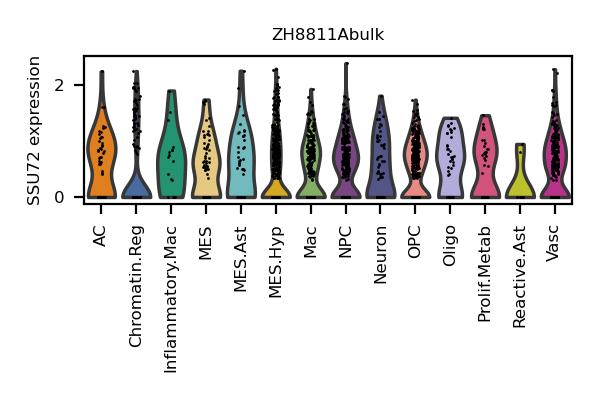 ZH8811Abulk
SSU72 expression
2
0
AC
Chromatin.Reg
Inflammatory.Mac
MES
MES.Ast
MES.Hyp
Mac
NPC
Neuron
OPC
Oligo
Prolif.Metab
Reactive.Ast
Vasc